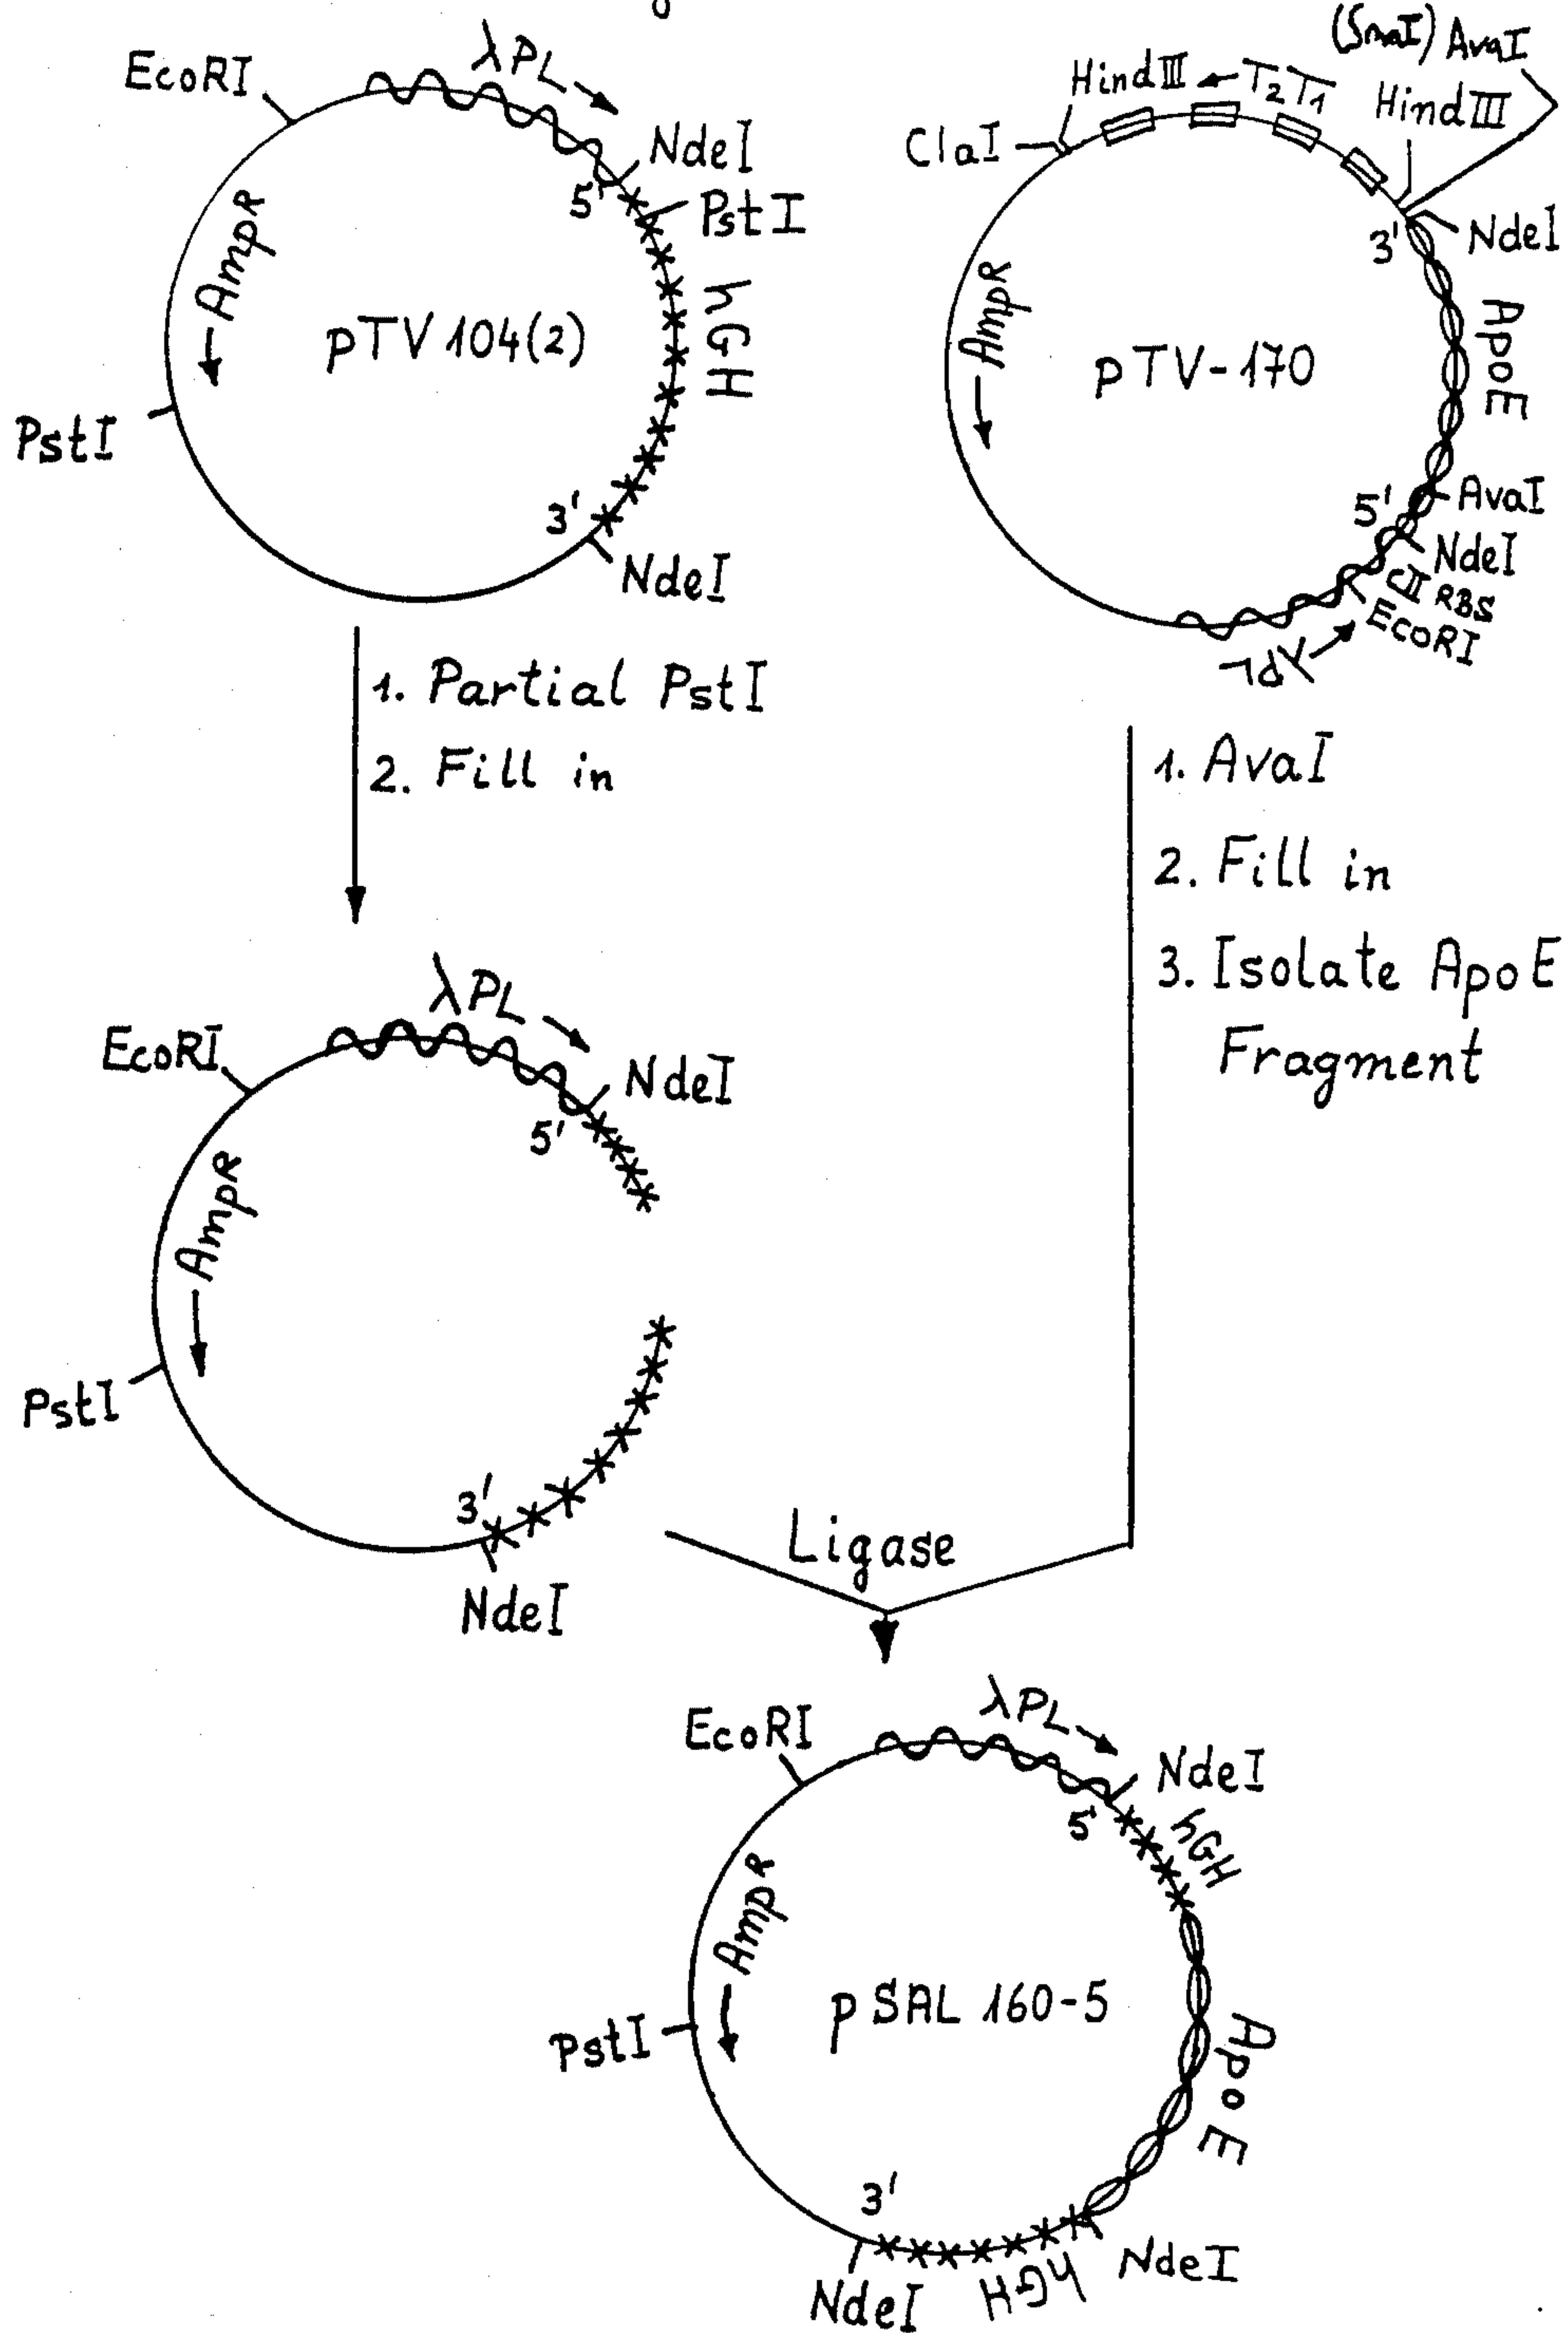 EcoRI
λPL
NdeI
5'
PstI
AmpR
pTV 104(2)
hGH
PstI
3'
NdeI
(SmaI) AvaI
HindIII
T2T1
HindIII
ClaI
NdeI
3'
AmpR
pTV-170
ApoE
AvaI
5'
NdeI
CII RBS
EcoRI
λPL
1. Partial PstI
2. Fill in
1. AvaI
2. Fill in
3. Isolate ApoE
Fragment
EcoRI
λPL
NdeI
5'
AmpR
PstI
3'
NdeI
Ligase
EcoRI
λPL
NdeI
5'
hGH
AmpR
pSAL 160-5
PstI
ApoE
3'
NdeI
hGH
NdeI